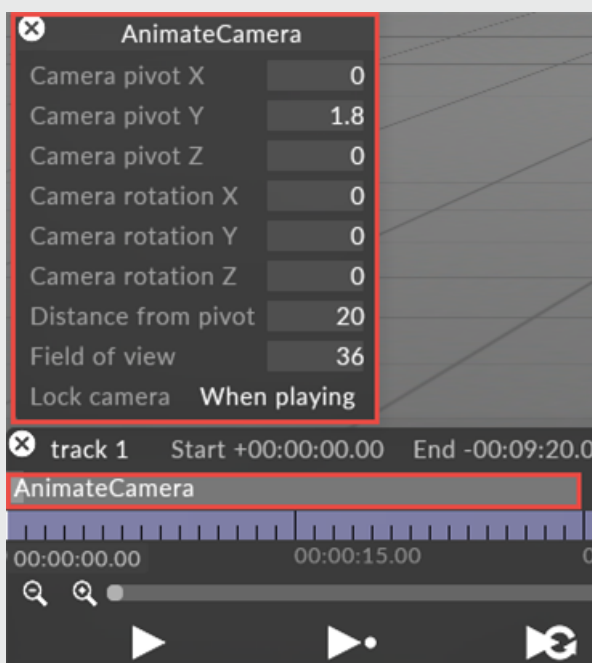 AnimateCamera
Camera pivot X 0
Camera pivot Y 1.8
Camera pivot Z 0
Camera rotation X 0
Camera rotation Y 0
Camera rotation Z 0
Distance from pivot 20
Field of view 36
Lock camera When playing
track 1 Start +00:00:00.00 End -00:09:20.0
AnimateCamera
00:00:00.00 00:00:15.00 0